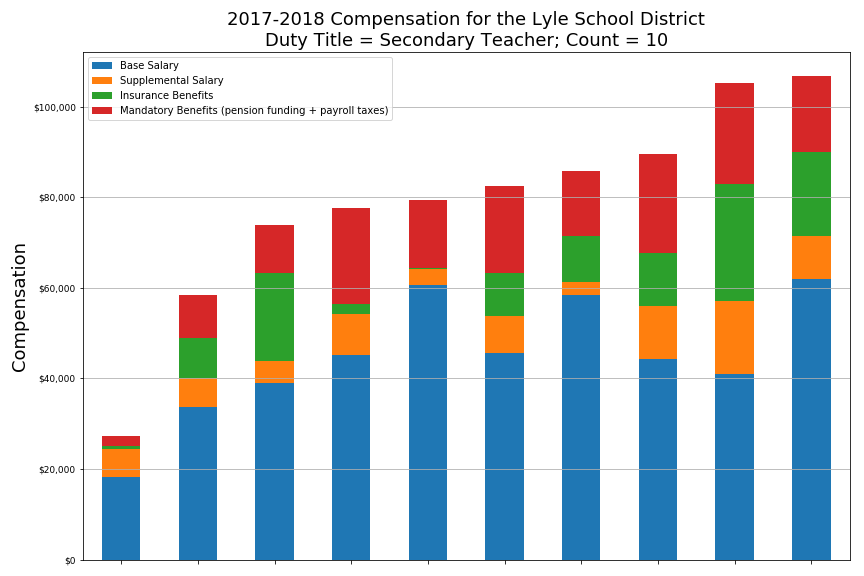 2017-2018 Compensation for the Lyle School District
Duty Title = Secondary Teacher; Count = 10
Base Salary
Supplemental Salary
Insurance Benefits
Mandatory Benefits (pension funding + payroll taxes)
$100,000
$80,000
$60,000
$40,000
$20,000
$0
Compensation